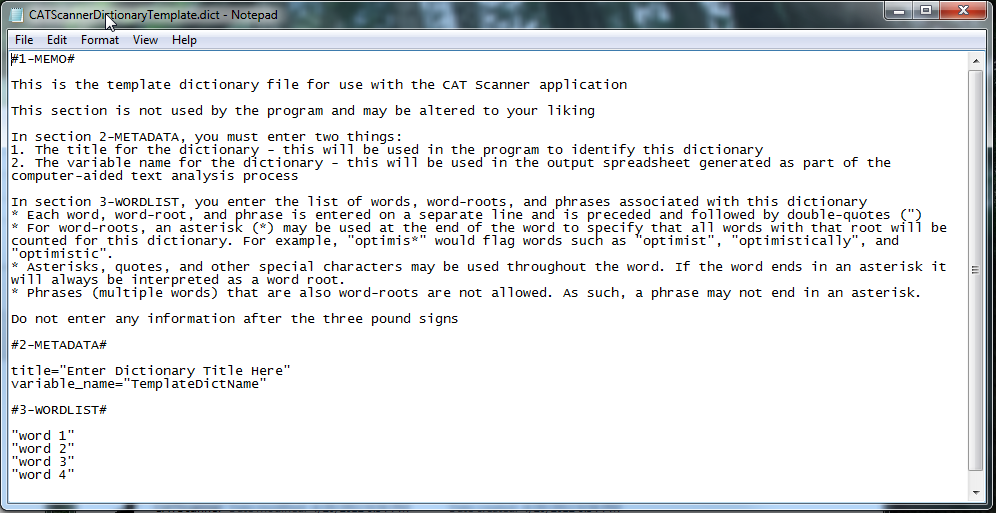 CATScannerDictionaryTemplate.dict - Notepad
File Edit Format View Help
#1-MEMO#
This is the template dictionary file for use with the CAT Scanner application
This section is not used by the program and may be altered to your liking
In section 2-METADATA, you must enter two things:
1. The title for the dictionary - this will be used in the program to identify this dictionary
2. The variable name for the dictionary - this will be used in the output spreadsheet generated as part of the
computer-aided text analysis process
In section 3-WORDLIST, you enter the list of words, word-roots, and phrases associated with this dictionary
* Each word, word-root, and phrase is entered on a separate line and is preceded and followed by double-quotes (")
* For word-roots, an asterisk (*) may be used at the end of the word to specify that all words with that root will be
counted for this dictionary. For example, "optimis*" would flag words such as "optimist", "optimistically", and
"optimistic".
* Asterisks, quotes, and other special characters may be used throughout the word. If the word ends in an asterisk it
will always be interpreted as a word root.
* Phrases (multiple words) that are also word-roots are not allowed. As such, a phrase may not end in an asterisk.
Do not enter any information after the three pound signs
#2-METADATA#
title="Enter Dictionary Title Here"
variable_name="TemplateDictName"
#3-WORDLIST#
"word 1"
"word 2"
"word 3"
"word 4"